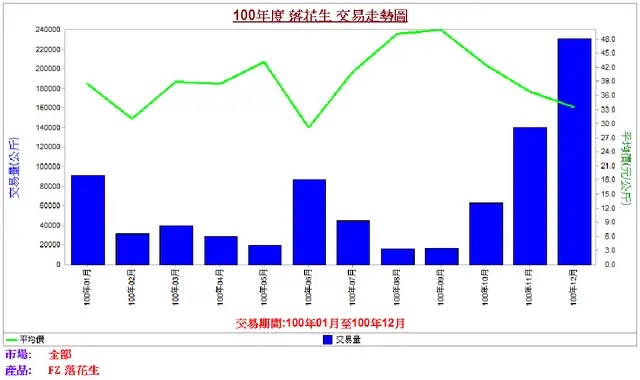 100年度 落花生 交易走勢圖
交易量(公斤)
240000
220000
200000
180000
160000
140000
120000
100000
80000
60000
40000
20000
0
48.0
45.0
42.0
39.0
36.0
33.0
30.0
27.0
24.0
21.0
18.0
15.0
12.0
9.0
6.0
3.0
0.0
平均價(元/公斤)
100年01月
100年02月
100年03月
100年04月
100年05月
100年06月
100年07月
100年08月
100年09月
100年10月
100年11月
100年12月
交易期間:100年01月至100年12月
平均價 交易量
市場: 全部
產品: FZ 落花生